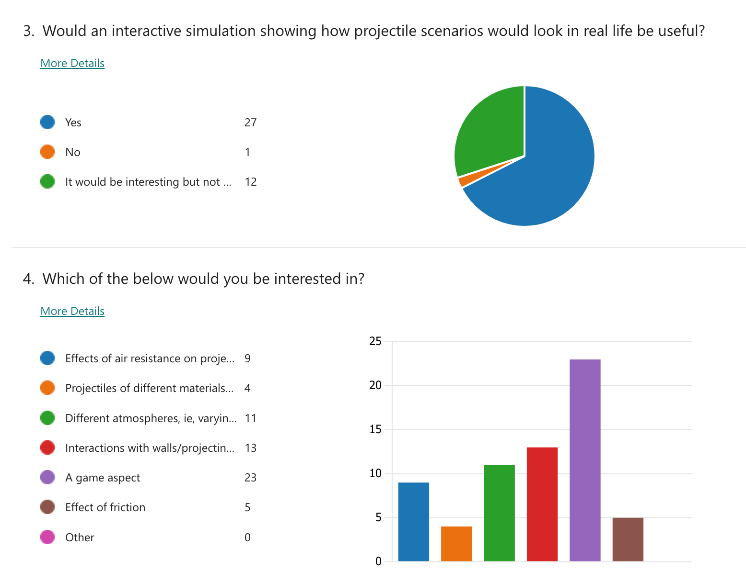 3. Would an interactive simulation showing how projectile scenarios would look in real life be useful?
More Details
Yes 27
No 1
It would be interesting but not ... 12
4. Which of the below would you be interested in?
More Details
Effects of air resistance on proje... 9
Projectiles of different materials... 4
Different atmospheres, ie, varyin... 11
Interactions with walls/projectin... 13
A game aspect 23
Effect of friction 5
Other 0
25
20
15
10
5
0